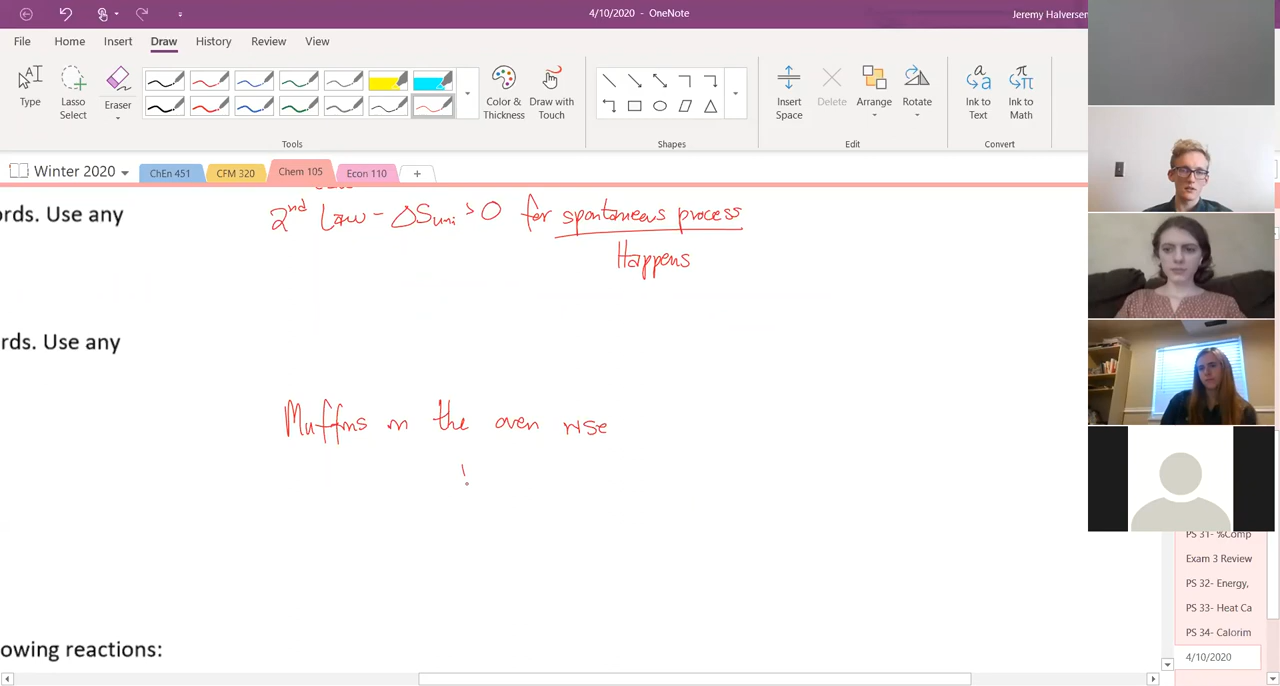 4/10/2020 - OneNote
Jeremy Halversen
File Home Insert Draw History Review View
Type
Lasso Select
Eraser
Color & Thickness
Draw with Touch
Insert Space
Delete
Arrange
Rotate
Ink to Text
Ink to Math
Tools
Shapes
Edit
Convert
Winter 2020
ChEn 451
CFM 320
Chem 105
Econ 110
ords. Use any
2nd Law - ΔSuni > 0 for spontaneous process
Happens
rds. Use any
Muffins in the oven rise
owing reactions:
PS 31- %Comp
Exam 3 Review
PS 32- Energy,
PS 33- Heat Ca
PS 34- Calorim
4/10/2020